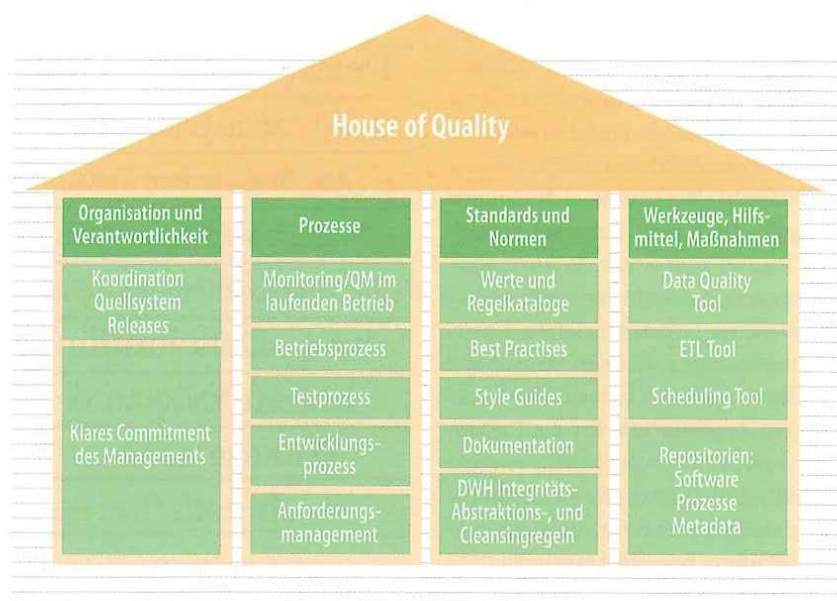 House of Quality
Organisation und
Verantwortlichkeit
Koordination
Quellsystem
Releases
Klares Commitment
des Managements
Prozesse
Monitoring/QM im
laufenden Betrieb
Betriebsprozess
Testprozess
Entwicklungs-
prozess
Anforderungs-
management
Standards und
Normen
Werte und
Regelkataloge
Best Practises
Style Guides
Dokumentation
DWH Integritäts-
Abstraktions-, und
Cleansingregeln
Werkzeuge, Hilfs-
mittel, Maßnahmen
Data Quality
Tool
ETL Tool
Scheduling Tool
Repositorien:
Software
Prozesse
Metadata